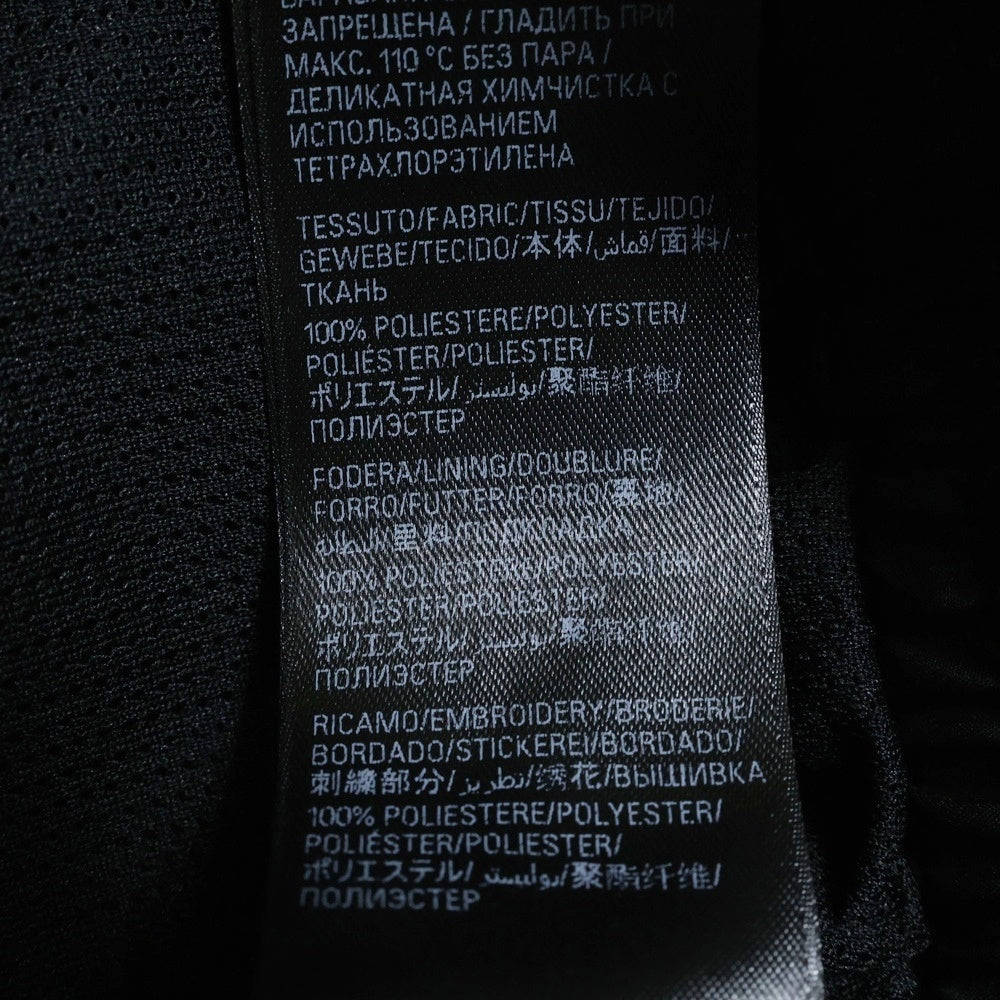 ЗАПРЕЩЕНА / ГЛАДИТЬ ПРИ
МАКС. 110 °C БЕЗ ПАРА /
ДЕЛИКАТНАЯ ХИМЧИСТКА С
ИСПОЛЬЗОВАНИЕМ
ТЕТРАХЛОРЭТИЛЕНА
TESSUTO/FABRIC/TISSU/TEJIDO/
GEWEBE/TECIDO/本体/قماش/面料/
ТКАНЬ
100% POLIESTERE/POLYESTER/
POLIÉSTER/POLIESTER/
ポリエステル/بوليستر/聚酯纤维/
ПОЛИЭСТЕР
FODERA/LINING/DOUBLURE/
FORRO/FUTTER/FORRO/裏地/
البطانة/里料/ПОДКЛАДКА
100% POLIESTERE/POLYESTER/
POLIÉSTER/POLIESTER/
ポリエステル/بوليستر/聚酯纤维/
ПОЛИЭСТЕР
RICAMO/EMBROIDERY/BRODERIE/
BORDADO/STICKEREI/BORDADO/
刺繍部分/تطريز/绣花/ВЫШИВКА
100% POLIESTERE/POLYESTER/
POLIÉSTER/POLIESTER/
ポリエステル/بوليستر/聚酯纤维/
ПОЛИЭСТЕР